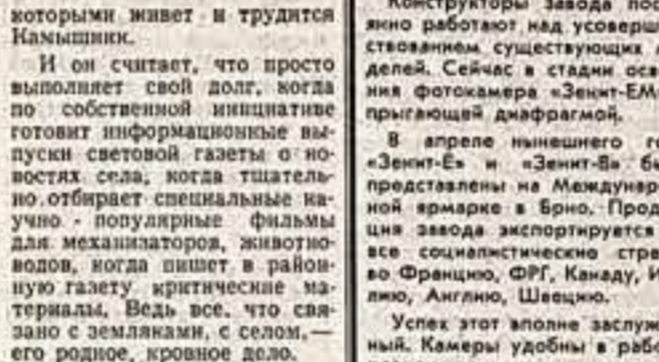 которыми живет и трудится
Камышник.
И он считает, что просто
выполняет свой долг, когда
по собственной инициативе
готовит информационные вы-
пуски световой газеты о но-
востях села, когда тщатель-
но отбирает специальные на-
учно - популярные фильмы
для механизаторов, животно-
водов, когда пишет в район-
ную газету критические ма-
териалы. Ведь все, что свя-
зано с земляками, с селом,—
его родное, кровное дело.
Конструкторы завода пос
янно работают над усоверш
ствованием существующих
делей. Сейчас в стадии осв
ния фотокамера «Зенит-ЕМ
прыгающей диафрагмой.
В апреле нынешнего го
«Зенит-Е» и «Зенит-В» бы
представлены на Междунар
ной ярмарке в Брно. Прод
ция завода экспортируется
все социалистические стра
во Францию, ФРГ, Канаду, И
лию, Англию, Швецию.
Успех этот вполне заслуж
ный. Камеры удобны в рабо